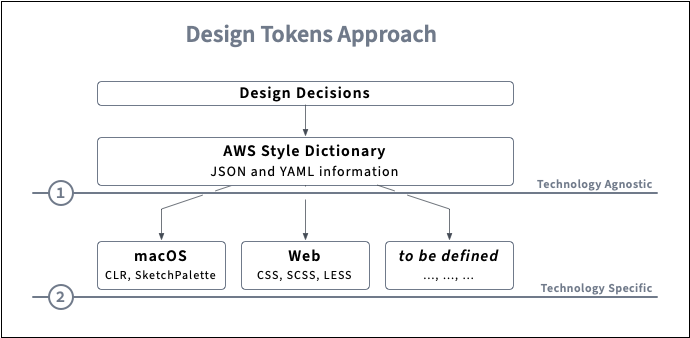 Design Tokens Approach
Design Decisions
AWS Style Dictionary
JSON and YAML information
Technology Agnostic
1
macOS
CLR, SketchPalette
Web
CSS, SCSS, LESS
to be defined
..., ..., ...
Technology Specific
2